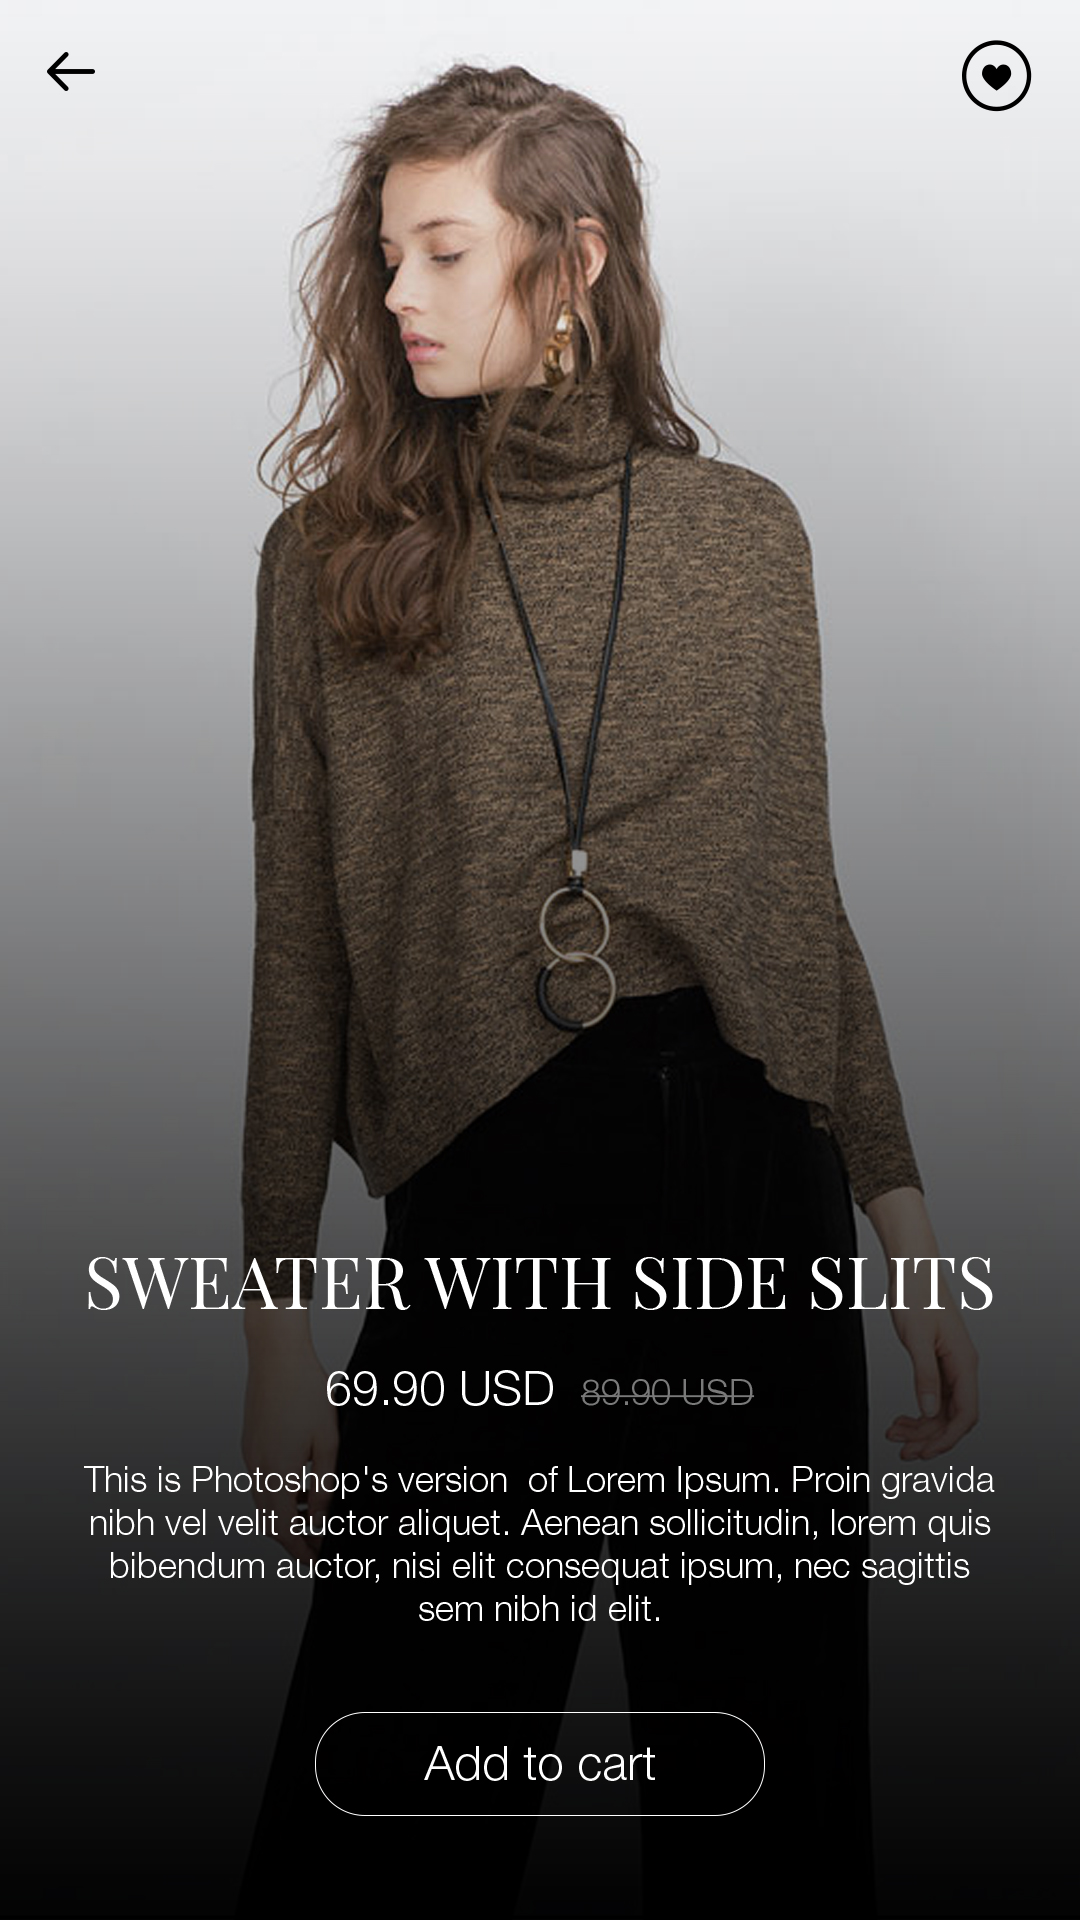 SWEATER WITH SIDE SLITS
69.90 USD 89.90 USD
This is Photoshop's version  of Lorem Ipsum. Proin gravida
nibh vel velit auctor aliquet. Aenean sollicitudin, lorem quis
bibendum auctor, nisi elit consequat ipsum, nec sagittis
sem nibh id elit.
Add to cart